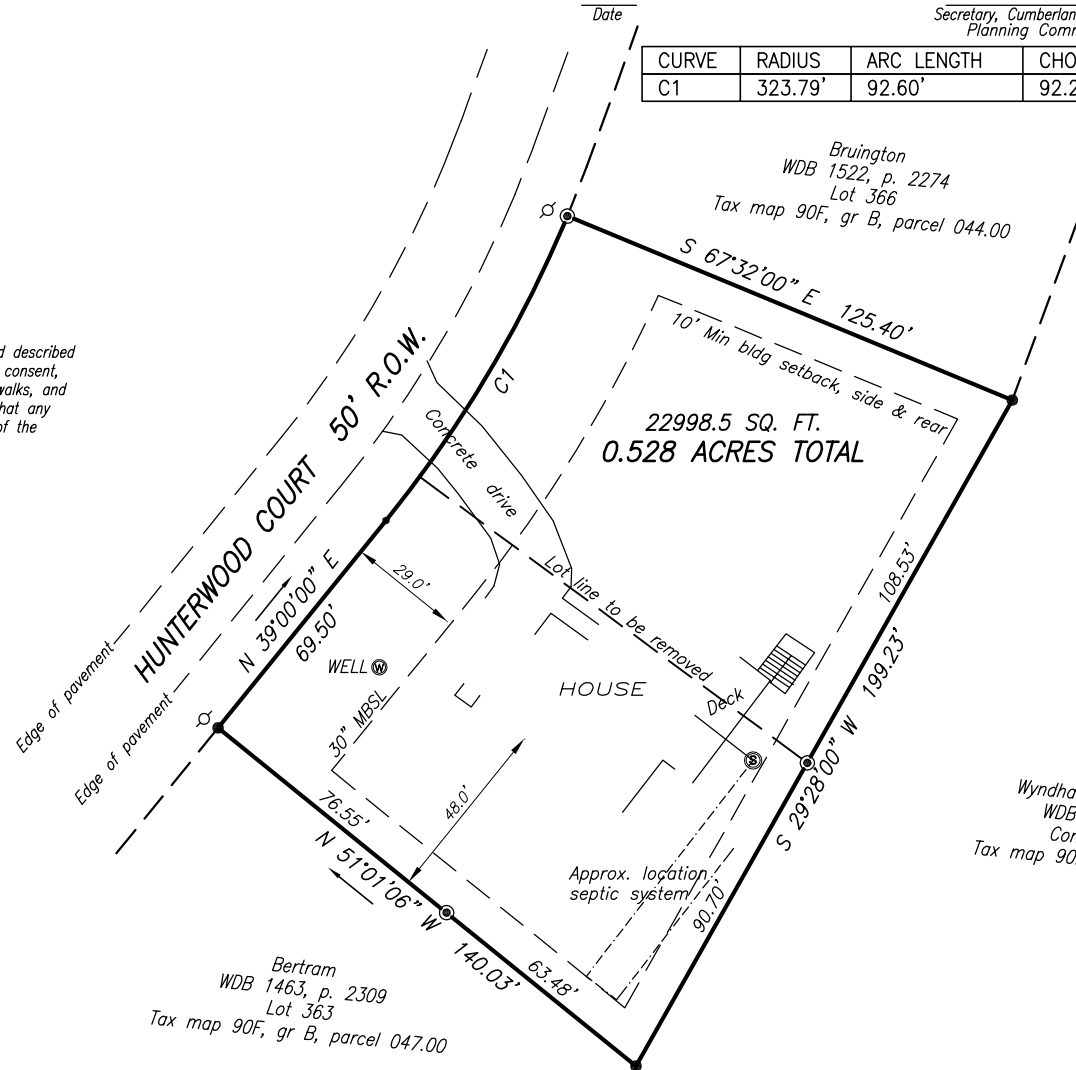 Date
Secretary, Cumberlan
Planning Comm
CURVE RADIUS ARC LENGTH CHO
C1 323.79' 92.60' 92.2
Bruington
WDB 1522, p. 2274
Lot 366
Tax map 90F, gr B, parcel 044.00
S 67°32'00" E 125.40'
10' Min bldg setback, side & rear
d described
consent,
walks, and
hat any
of the
HUNTERWOOD COURT 50' R.O.W.
C1
22998.5 SQ. FT.
0.528 ACRES TOTAL
Concrete drive
Lot line to be removed
108.53'
S 29°28'00" W 199.23'
N 39°00'00" E
69.50'
29.0'
WELL W
HOUSE
Deck
S
30" MBSL
Edge of pavement
Edge of pavement
48.0'
76.55'
N 51°01'06" W 140.03'
63.48'
Approx. location
septic system
90.70'
Wyndha
WDB
Con
Tax map 90
Bertram
WDB 1463, p. 2309
Lot 363
Tax map 90F, gr B, parcel 047.00